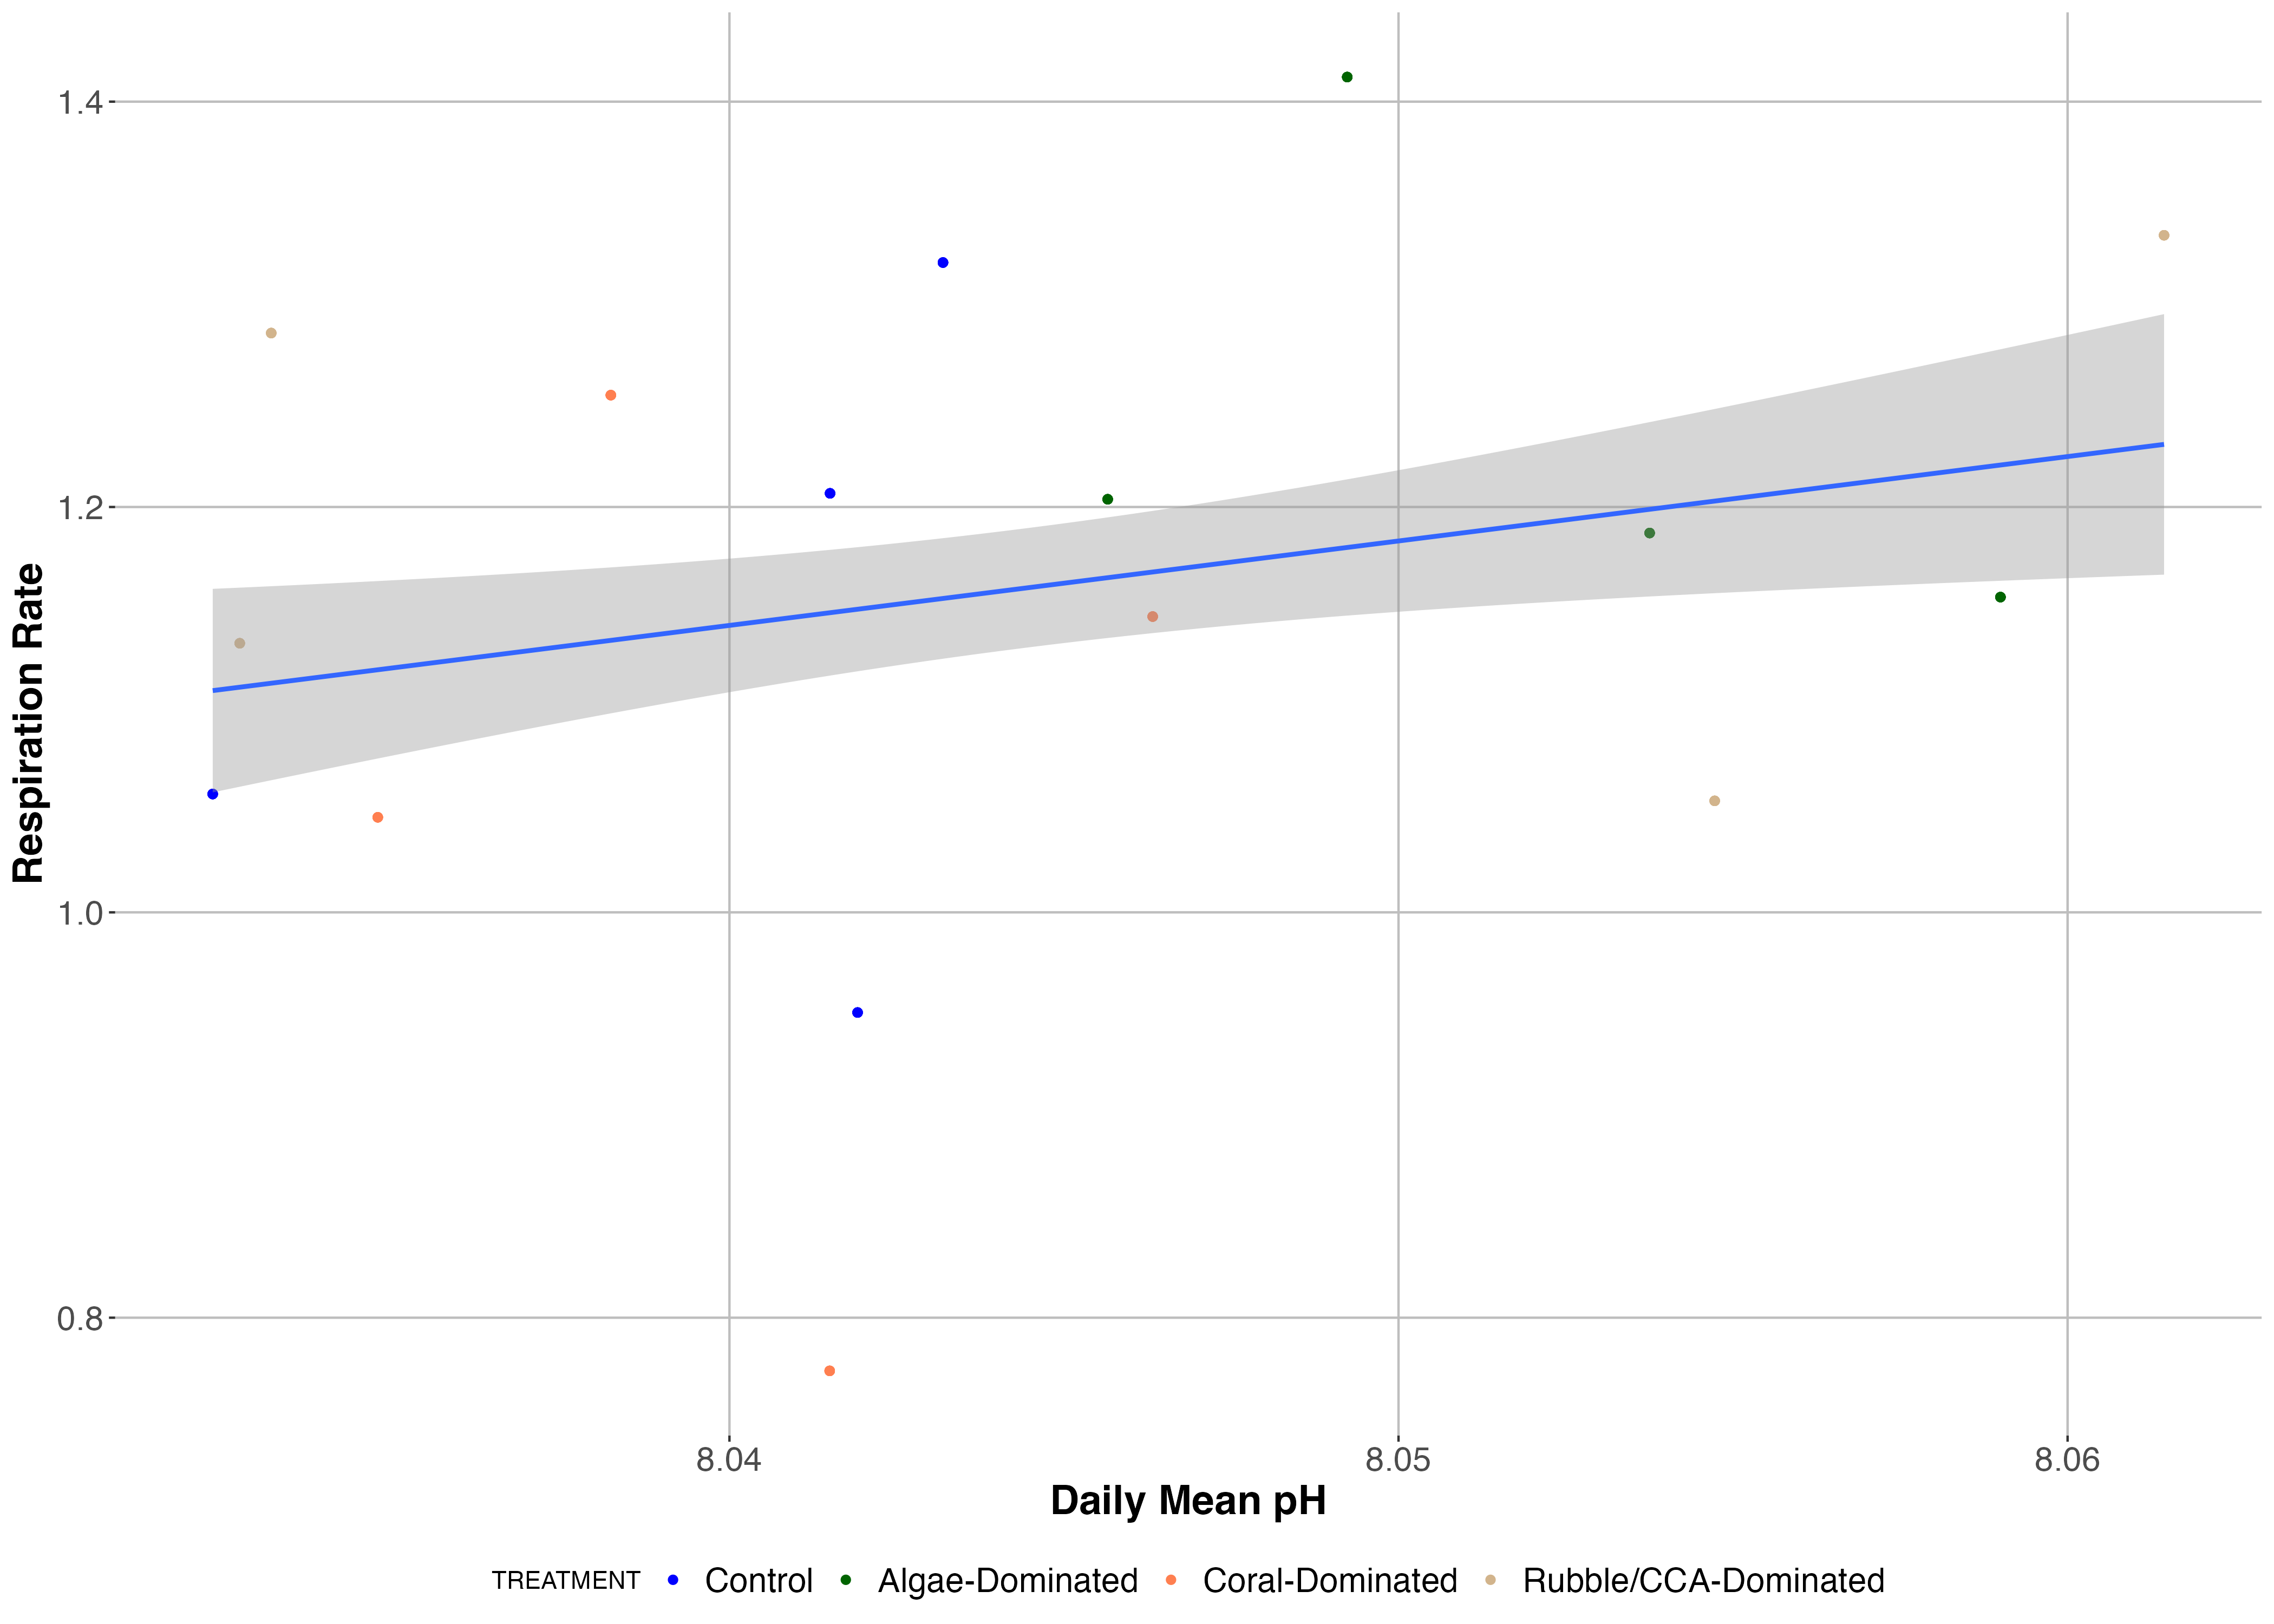 1.4
1.2
1.0
0.8
Respiration Rate
8.04 8.05 8.06
Daily Mean pH
TREATMENT Control Algae-Dominated Coral-Dominated Rubble/CCA-Dominated